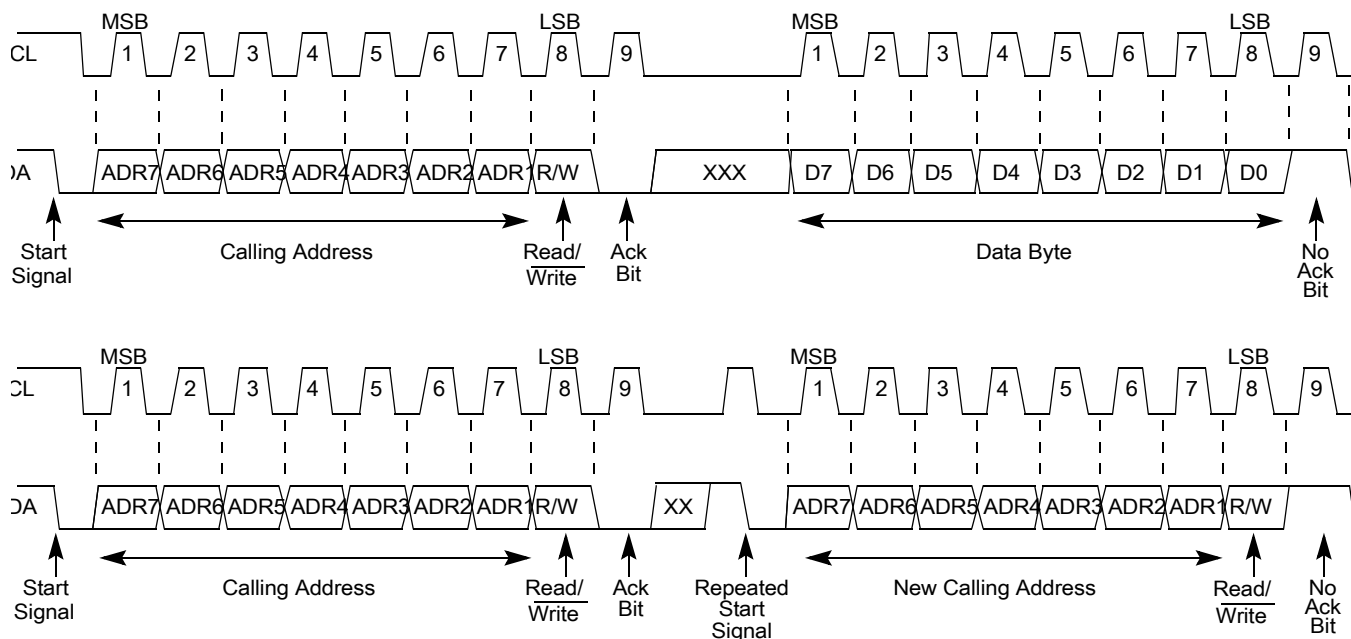 MSB LSB MSB LSB
CL 1 2 3 4 5 6 7 8 9 1 2 3 4 5 6 7 8 9
DA ADR7 ADR6 ADR5 ADR4 ADR3 ADR2 ADR1 R/W XXX D7 D6 D5 D4 D3 D2 D1 D0
Start Signal
Calling Address
Read/ Write
Ack Bit
Data Byte
No Ack Bit
MSB LSB MSB LSB
CL 1 2 3 4 5 6 7 8 9 1 2 3 4 5 6 7 8 9
DA ADR7 ADR6 ADR5 ADR4 ADR3 ADR2 ADR1 R/W XX ADR7 ADR6 ADR5 ADR4 ADR3 ADR2 ADR1 R/W
Start Signal
Calling Address
Read/ Write
Ack Bit
Repeated Start Signal
New Calling Address
Read/ Write
No Ack Bit